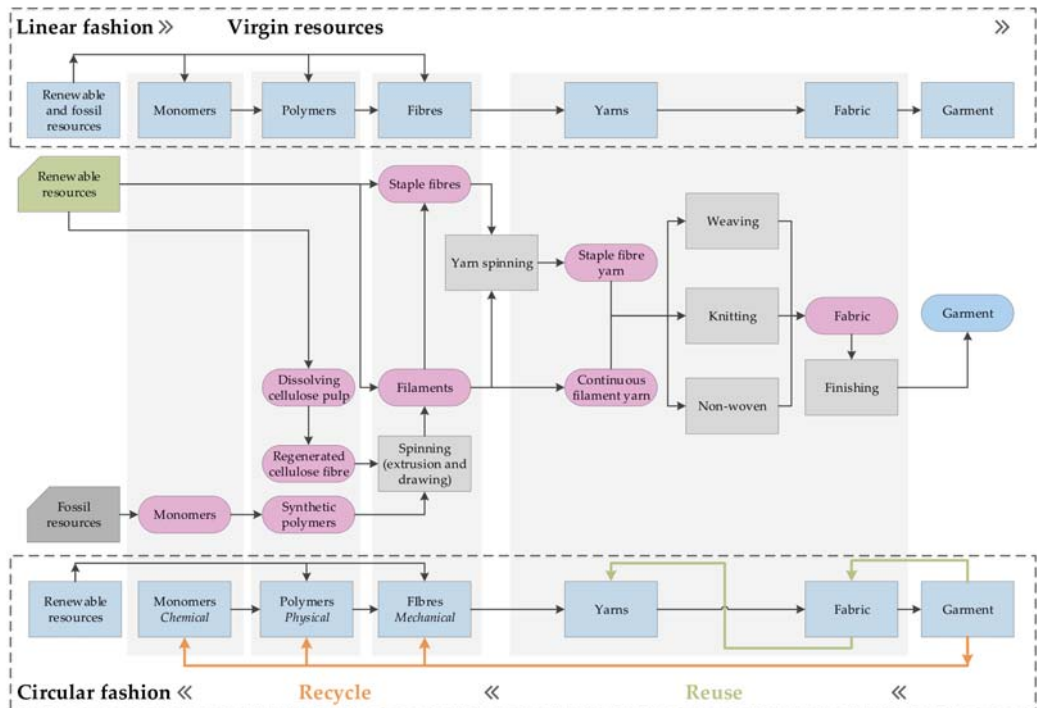 Linear fashion »
Virgin resources
»
Renewable
and fossil
resources
Monomers
Polymers
Fibres
Yarns
Fabric
Garment
Renewable
resources
Staple fibres
Yarn spinning
Staple fibre
yarn
Weaving
Knitting
Non-woven
Fabric
Garment
Finishing
Dissolving
cellulose pulp
Filaments
Continuous
filament yarn
Regenerated
cellulose fibre
Spinning
(extrusion and
drawing)
Fossil
resources
Monomers
Synthetic
polymers
Renewable
resources
Monomers
Chemical
Polymers
Physical
FIbres
Mechanical
Yarns
Fabric
Garment
Circular fashion «
Recycle
«
Reuse
«